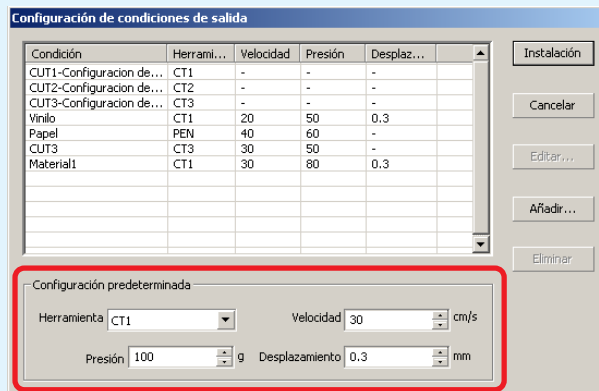 Configuración de condiciones de salida
Condición Herrami... Velocidad Presión Desplaz...
CUT1-Configuracion de... CT1 - - -
CUT2-Configuracion de... CT2 - - -
CUT3-Configuracion de... CT3 - - -
Vinilo CT1 20 50 0.3
Papel PEN 40 60 -
CUT3 CT3 30 50 -
Material1 CT1 30 80 0.3
Instalación
Cancelar
Editar...
Añadir...
Eliminar
Configuración predeterminada
Herramienta CT1 Velocidad 30 cm/s
Presión 100 g Desplazamiento 0.3 mm